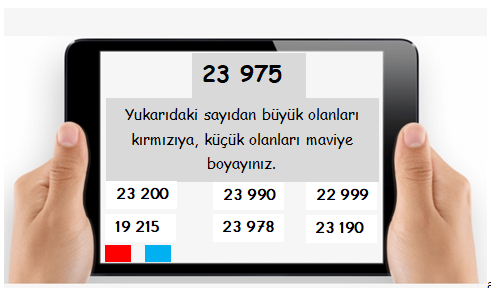 23 975
Yukarıdaki sayıdan büyük olanları
kırmızıya, küçük olanları maviye
boyayınız.
23 200 23 990 22 999
19 215 23 978 23 190